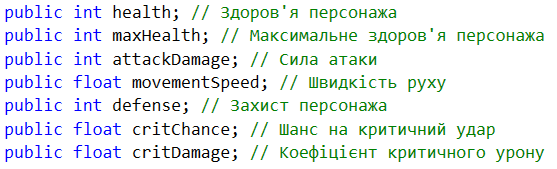 public int health; // Здоров'я персонажа
public int maxHealth; // Максимальне здоров'я персонажа
public int attackDamage; // Сила атаки
public float movementSpeed; // Швидкість руху
public int defense; // Захист персонажа
public float critChance; // Шанс на критичний удар
public float critDamage; // Коефіцієнт критичного урону